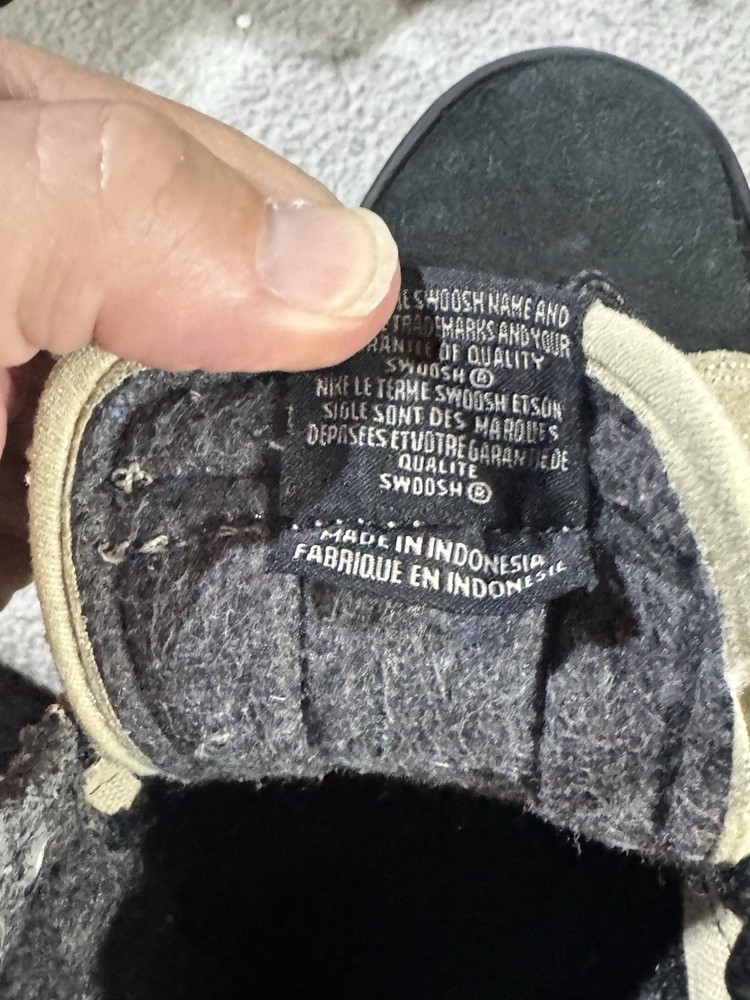 SWOOSH NAME AND
TRADEMARKS AND YOUR
OF QUALITY
SWOOSH®
NIKE LE TERME SWOOSH ET SON
SIGLE SONT DES MARQUES
DEPOSEES ET VOTRE GARANTIE DE
QUALITE
SWOOSH®
MADE IN INDONESIA
FABRIQUE EN INDONESIE